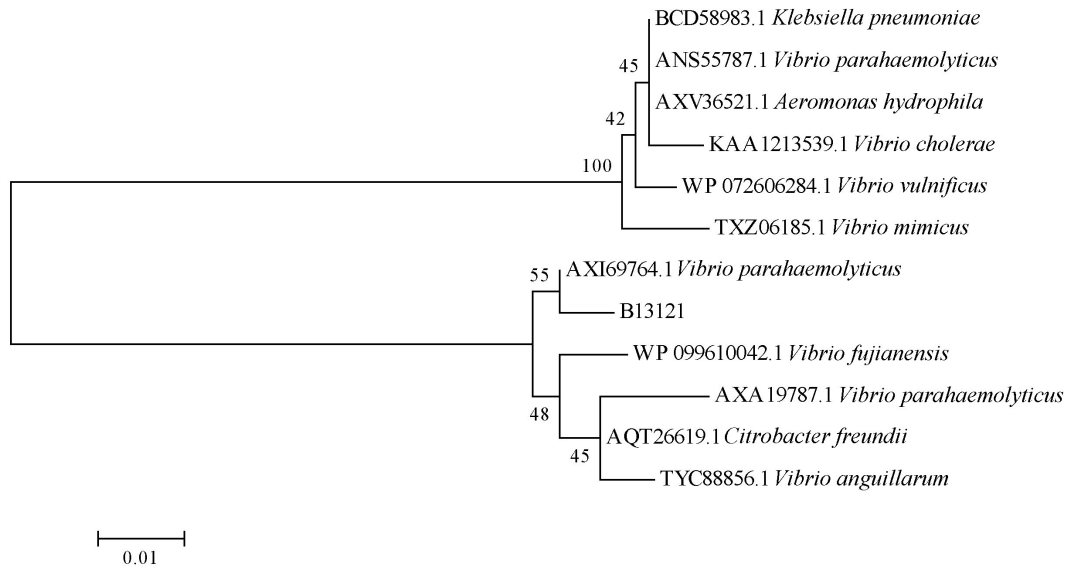 BCD58983.1 Klebsiella pneumoniae
ANS55787.1 Vibrio parahaemolyticus
45
AXV36521.1 Aeromonas hydrophila
42
KAA1213539.1 Vibrio cholerae
100
WP 072606284.1 Vibrio vulnificus
TXZ06185.1 Vibrio mimicus
55
AXI69764.1 Vibrio parahaemolyticus
B13121
WP 099610042.1 Vibrio fujianensis
AXA19787.1 Vibrio parahaemolyticus
48
AQT26619.1 Citrobacter freundii
45
TYC88856.1 Vibrio anguillarum
0.01